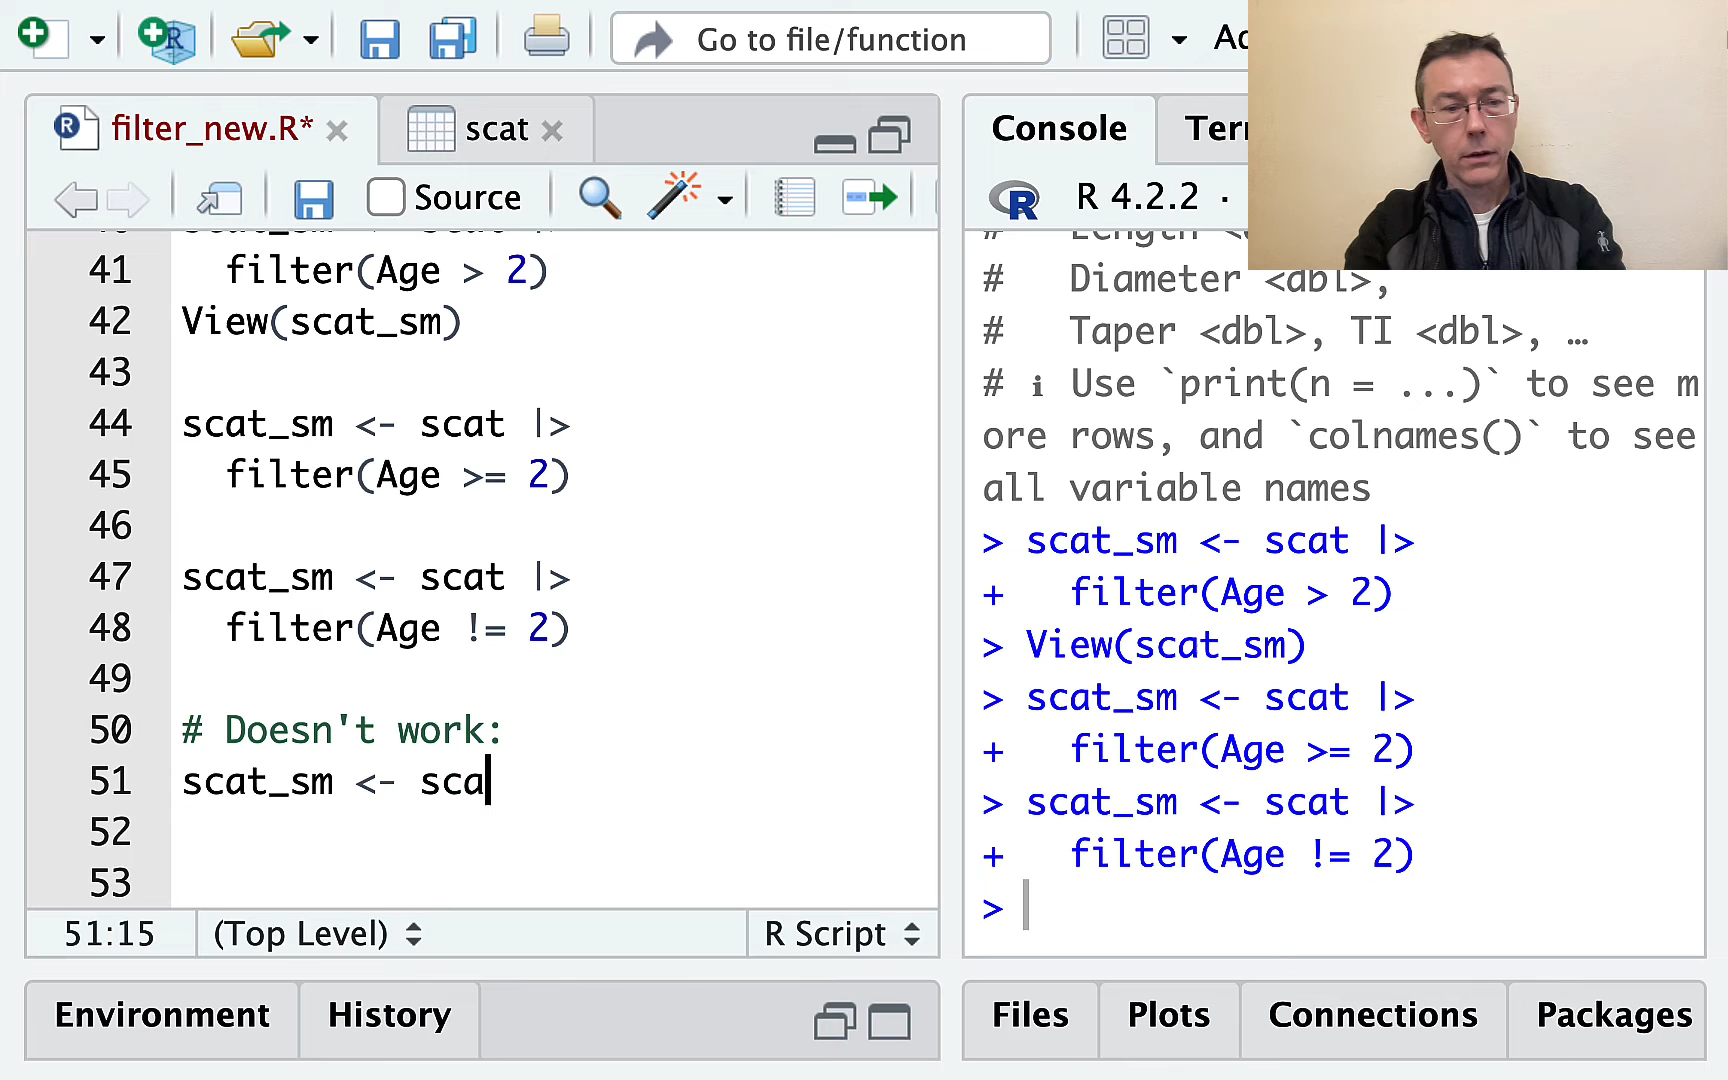 Go to file/function
filter_new.R*
scat
Source
41 filter(Age > 2)
42 View(scat_sm)
43
44 scat_sm <- scat |>
45 filter(Age >= 2)
46
47 scat_sm <- scat |>
48 filter(Age != 2)
49
50 # Doesn't work:
51 scat_sm <- sca
52
53
51:15 (Top Level) R Script
Environment History
Console
R 4.2.2 ·
# Diameter <dbl>,
# Taper <dbl>, TI <dbl>, …
# ℹ Use `print(n = ...)` to see m
ore rows, and `colnames()` to see
all variable names
> scat_sm <- scat |>
+ filter(Age > 2)
> View(scat_sm)
> scat_sm <- scat |>
+ filter(Age >= 2)
> scat_sm <- scat |>
+ filter(Age != 2)
>
Files Plots Connections Packages